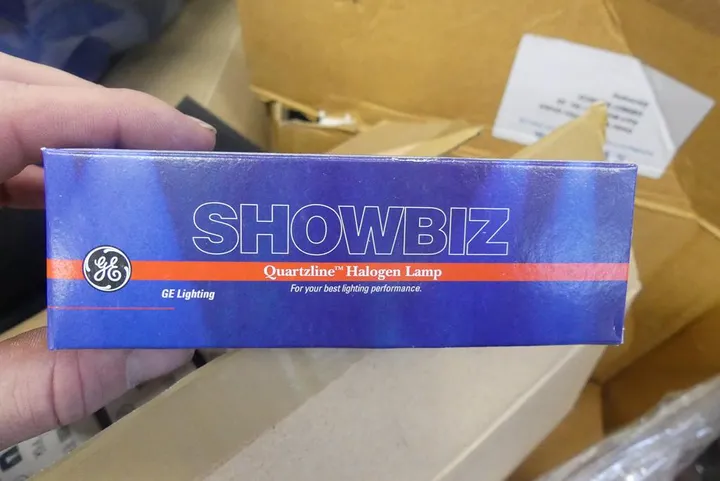 SHOWBIZ
Quartzline™ Halogen Lamp
GE
GE Lighting
For your best lighting performance.